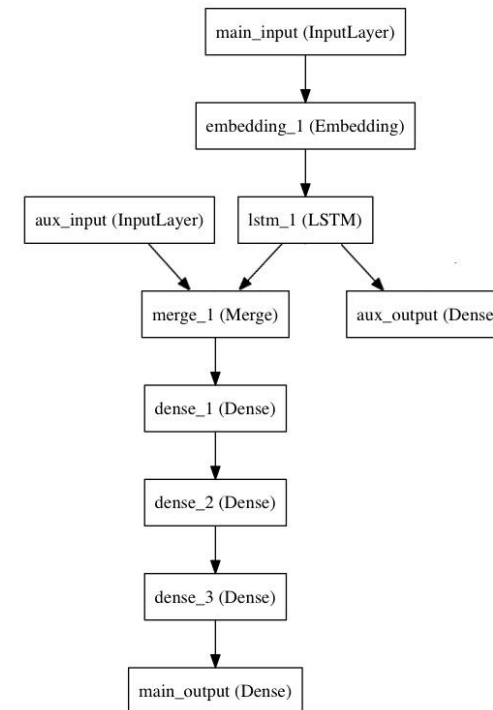 main_input (InputLayer)
embedding_1 (Embedding)
aux_input (InputLayer)
lstm_1 (LSTM)
merge_1 (Merge)
aux_output (Dense
dense_1 (Dense)
dense_2 (Dense)
dense_3 (Dense)
main_output (Dense)